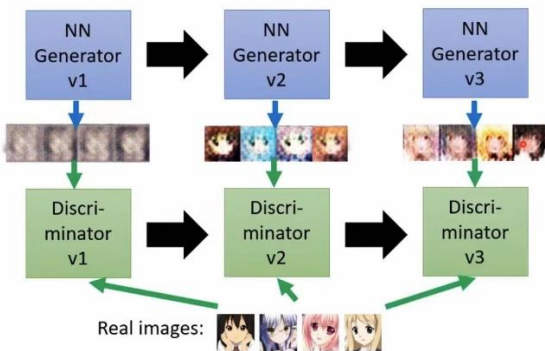 NN
Generator
v1
NN
Generator
v2
NN
Generator
v3
Discri-
minator
v1
Discri-
minator
v2
Discri-
minator
v3
Real images: